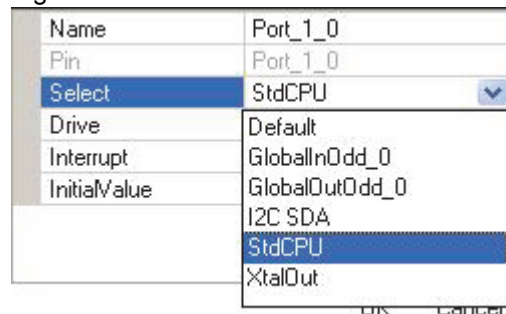 Name Port_1_0
Pin Port_1_0
Select StdCPU
Drive Default
Interrupt GlobalInOdd_0
InitialValue GlobalOutOdd_0
I2C SDA
StdCPU
XtalOut